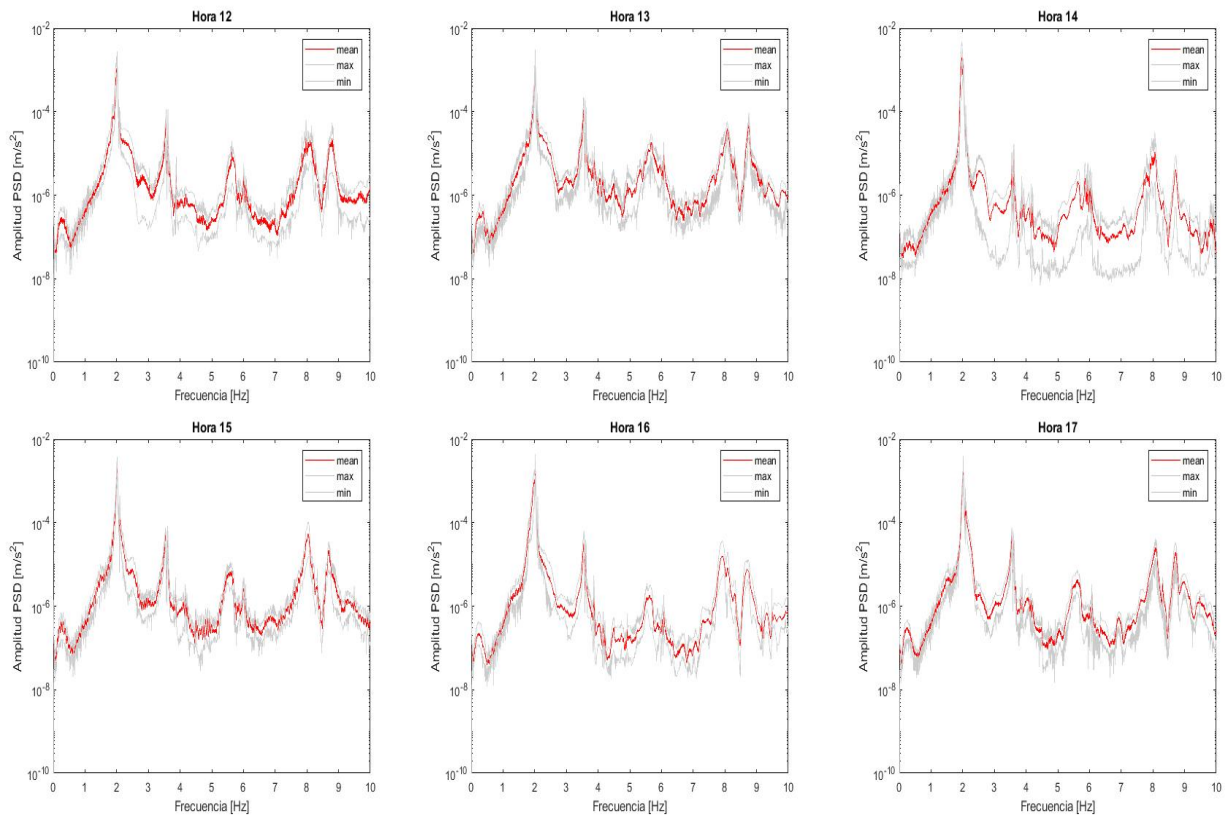 Hora 12
Amplitud PSD [m/s²]
10⁻²
10⁻⁴
10⁻⁶
10⁻⁸
10⁻¹⁰
mean
max
min
0 1 2 3 4 5 6 7 8 9 10
Frecuencia [Hz]
Hora 13
Amplitud PSD [m/s²]
10⁻²
10⁻⁴
10⁻⁶
10⁻⁸
10⁻¹⁰
mean
max
min
0 1 2 3 4 5 6 7 8 9 10
Frecuencia [Hz]
Hora 14
Amplitud PSD [m/s²]
10⁻²
10⁻⁴
10⁻⁶
10⁻⁸
10⁻¹⁰
mean
max
min
0 1 2 3 4 5 6 7 8 9 10
Frecuencia [Hz]
Hora 15
Amplitud PSD [m/s²]
10⁻²
10⁻⁴
10⁻⁶
10⁻⁸
10⁻¹⁰
mean
max
min
0 1 2 3 4 5 6 7 8 9 10
Frecuencia [Hz]
Hora 16
Amplitud PSD [m/s²]
10⁻²
10⁻⁴
10⁻⁶
10⁻⁸
10⁻¹⁰
mean
max
min
0 1 2 3 4 5 6 7 8 9 10
Frecuencia [Hz]
Hora 17
Amplitud PSD [m/s²]
10⁻²
10⁻⁴
10⁻�6
10⁻⁸
10⁻¹⁰
mean
max
min
0 1 2 3 4 5 6 7 8 9 10
Frecuencia [Hz]